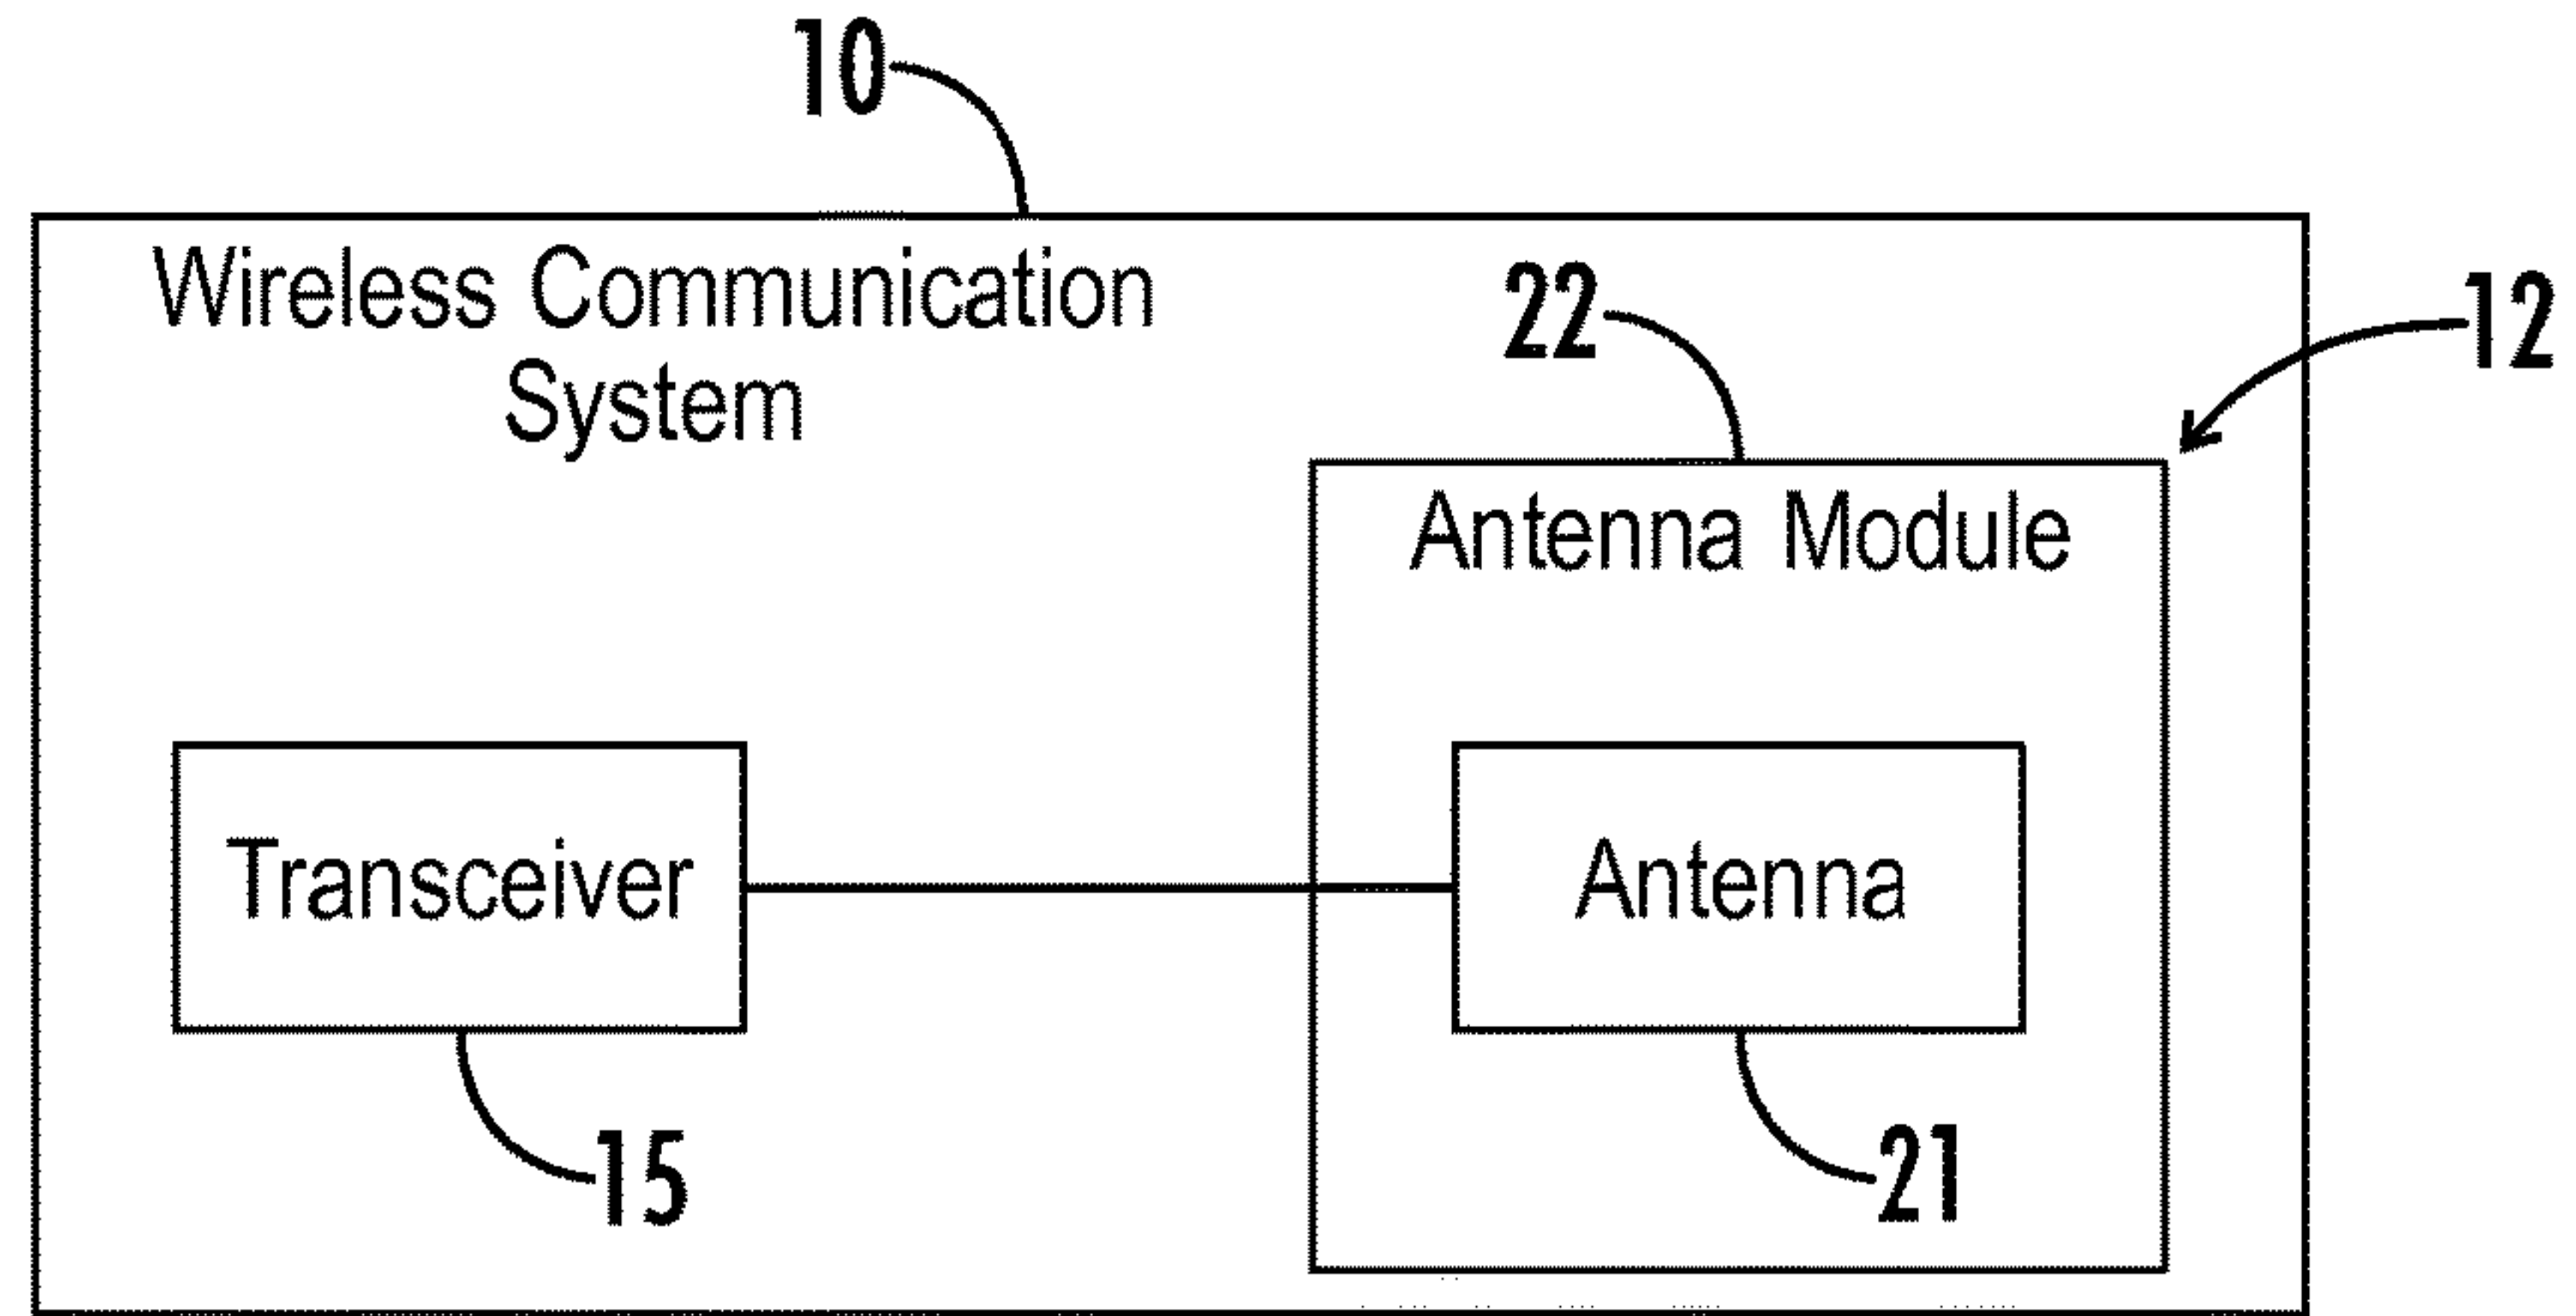 10
Wireless Communication
System
22
12
Antenna Module
Transceiver
Antenna
15
21